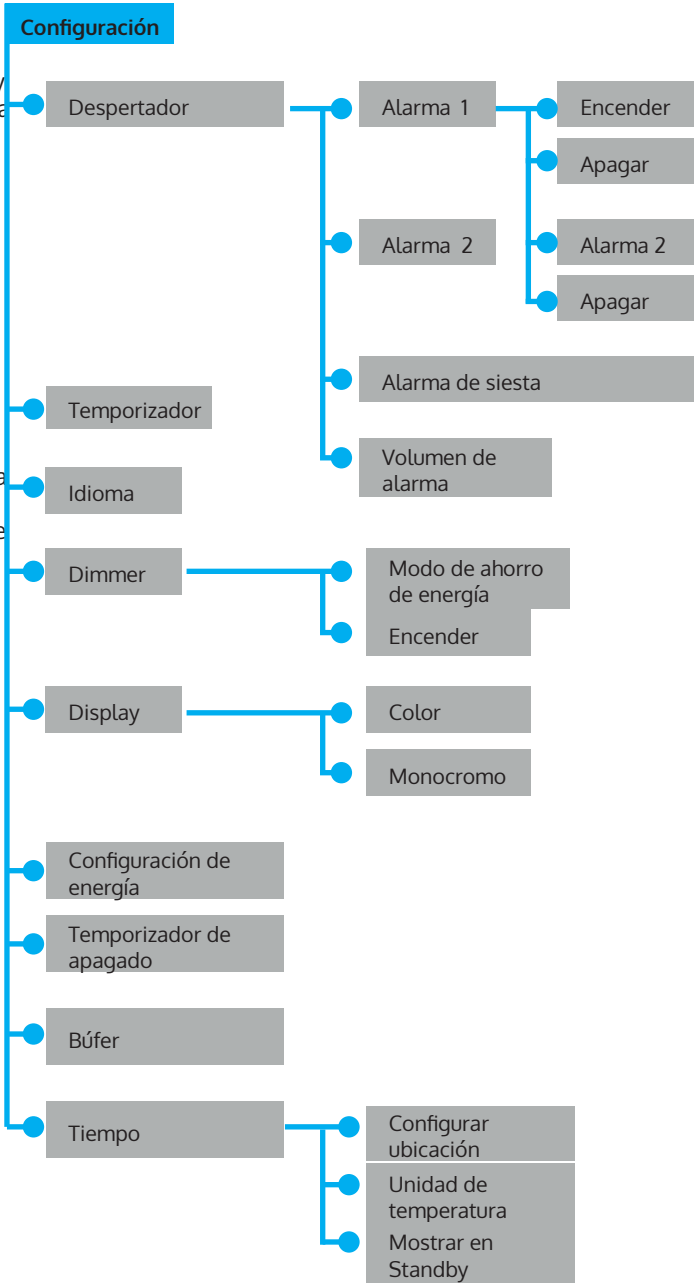 Configuración
y
a
Despertador
Alarma 1
Encender
Apagar
Alarma 2
Alarma 2
Apagar
Alarma de siesta
Temporizador
Volumen de
alarma
a
Idioma
e
Dimmer
Modo de ahorro
de energía
Encender
Display
Color
Monocromo
Configuración de
energía
Temporizador de
apagado
Búfer
Tiempo
Configurar
ubicación
Unidad de
temperatura
Mostrar en
Standby